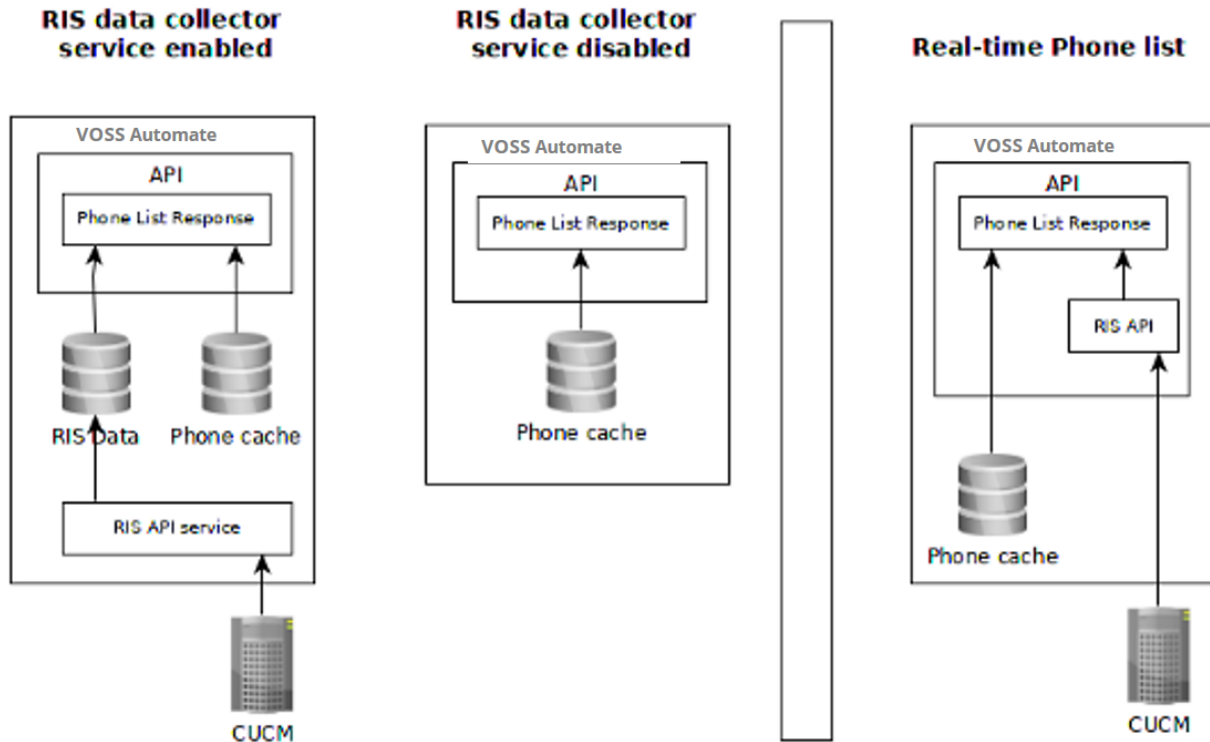 RIS data collector
service enabled
VOSS Automate
API
Phone List Response
RIS Data
Phone cache
RIS API service
CUCM
RIS data collector
service disabled
VOSS Automate
API
Phone List Response
Phone cache
Real-time Phone list
VOSS Automate
API
Phone List Response
RIS API
Phone cache
CUCM